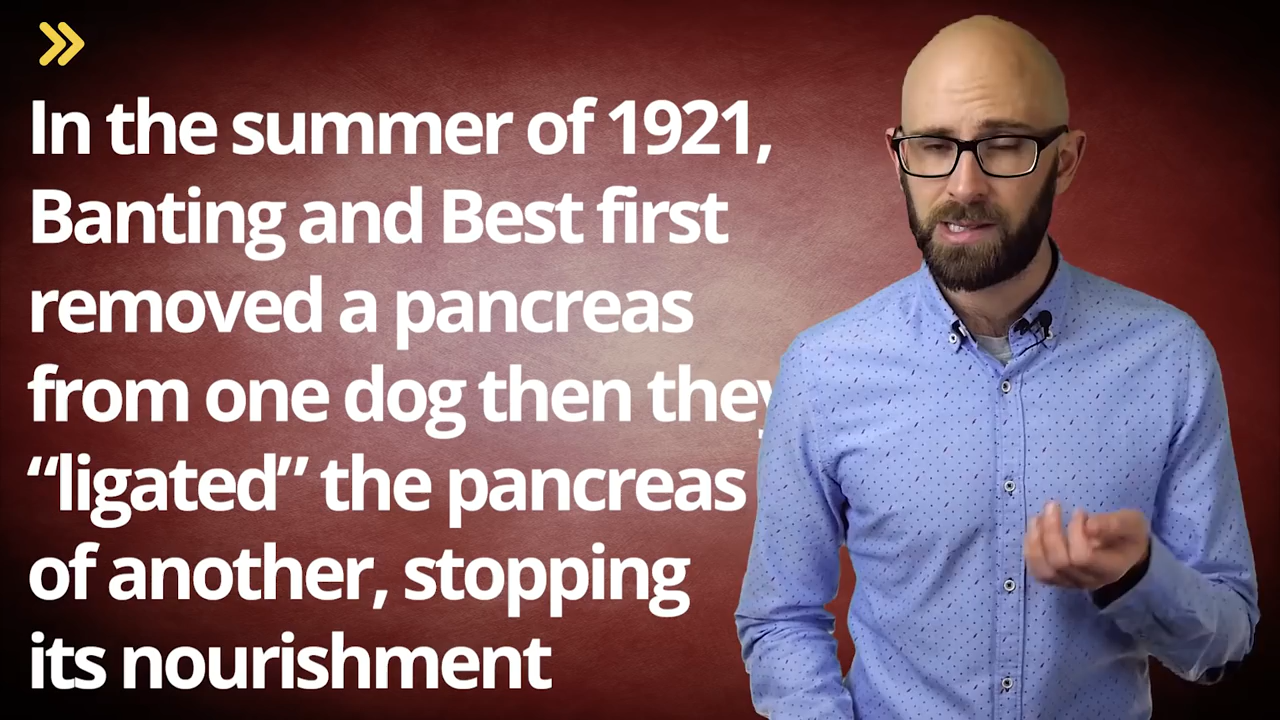 In the summer of 1921,
Banting and Best first
removed a pancreas
from one dog then they
“ligated” the pancreas
of another, stopping
its nourishment